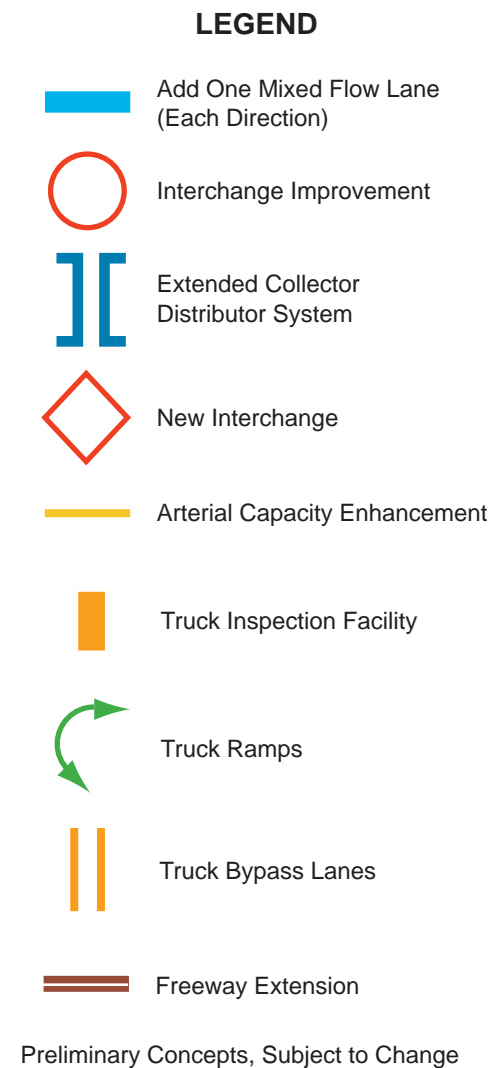 LEGEND
Add One Mixed Flow Lane
(Each Direction)
Interchange Improvement
Extended Collector
Distributor System
New Interchange
Arterial Capacity Enhancement
Truck Inspection Facility
Truck Ramps
Truck Bypass Lanes
Freeway Extension
Preliminary Concepts, Subject to Change